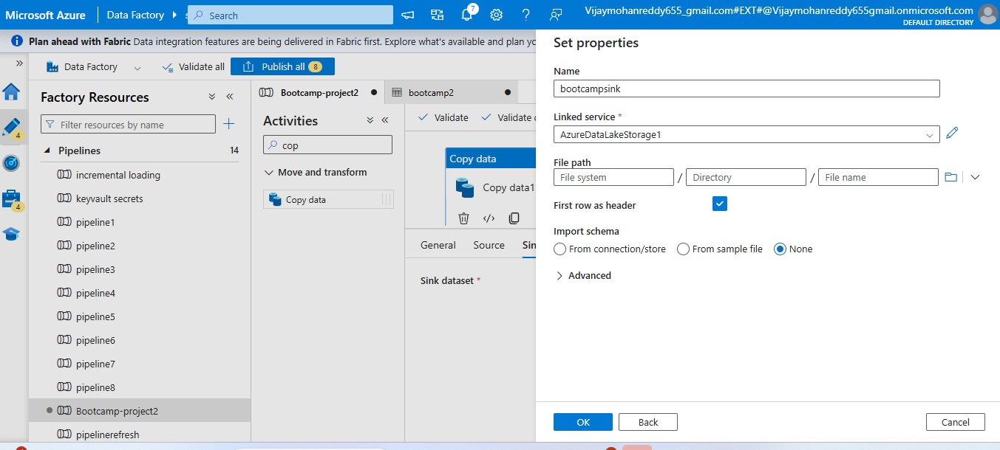 Microsoft Azure
Data Factory
Search
7
Vijaymohanreddy655_gmail.com#EXT#@Vijaymohanreddy655gmail.onmicrosoft.com
DEFAULT DIRECTORY
Plan ahead with Fabric Data integration features are being delivered in Fabric first. Explore what's available and plan yo
Data Factory
Validate all
Publish all 8
4
4
Factory Resources
Filter resources by name
Pipelines 14
incremental loading
keyvault secrets
pipeline1
pipeline2
pipeline3
pipeline4
pipeline5
pipeline6
pipeline7
pipeline8
Bootcamp-project2
pipelinerefresh
Bootcamp-project2
bootcamp2
Activities
cop
Move and transform
Copy data
Validate
Validate c
Copy data
Copy data1
General
Source
Sin
Sink dataset *
Set properties
Name
bootcampsink
Linked service *
AzureDataLakeStorage1
File path
File system / Directory / File name
First row as header
Import schema
From connection/store
From sample file
None
Advanced
OK
Back
Cancel